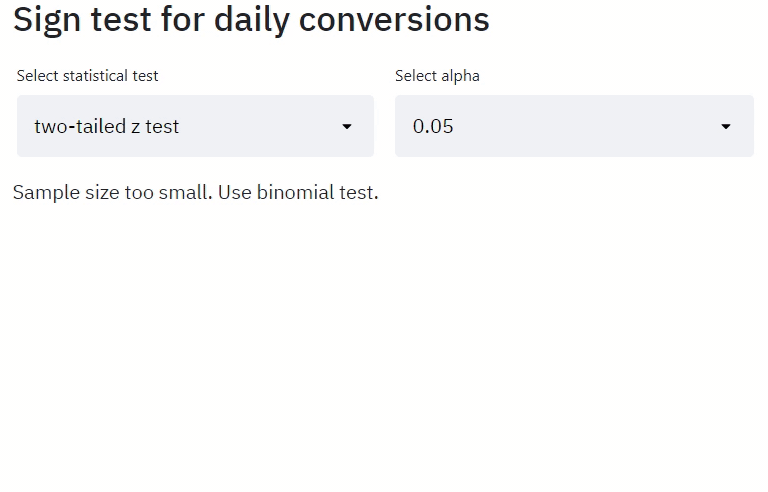 Sign test for daily conversions
Select statistical test
Select alpha
two-tailed z test
0.05
Sample size too small. Use binomial test.